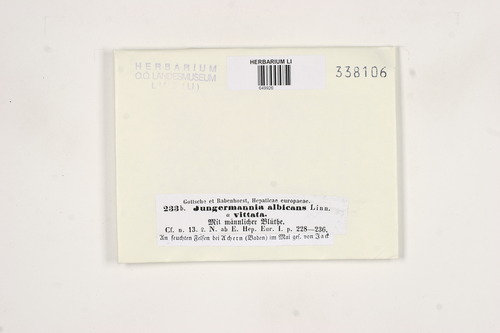 HERBARIUM
O.Ö. LANDESMUSEUM
HERBARIUM LI
338106
Gottsche et Rabenhorst, Hepaticae europaeae.
233b. Jungermannia albicans Linn.
α vittata.
Mit männlicher Blüthe.
Cf. n. 13. 2. N. ab E. Hep. Eur. I. p. 228—236.
An feuchten Felsen bei Achern (Baden) im Mai ges. von Jack